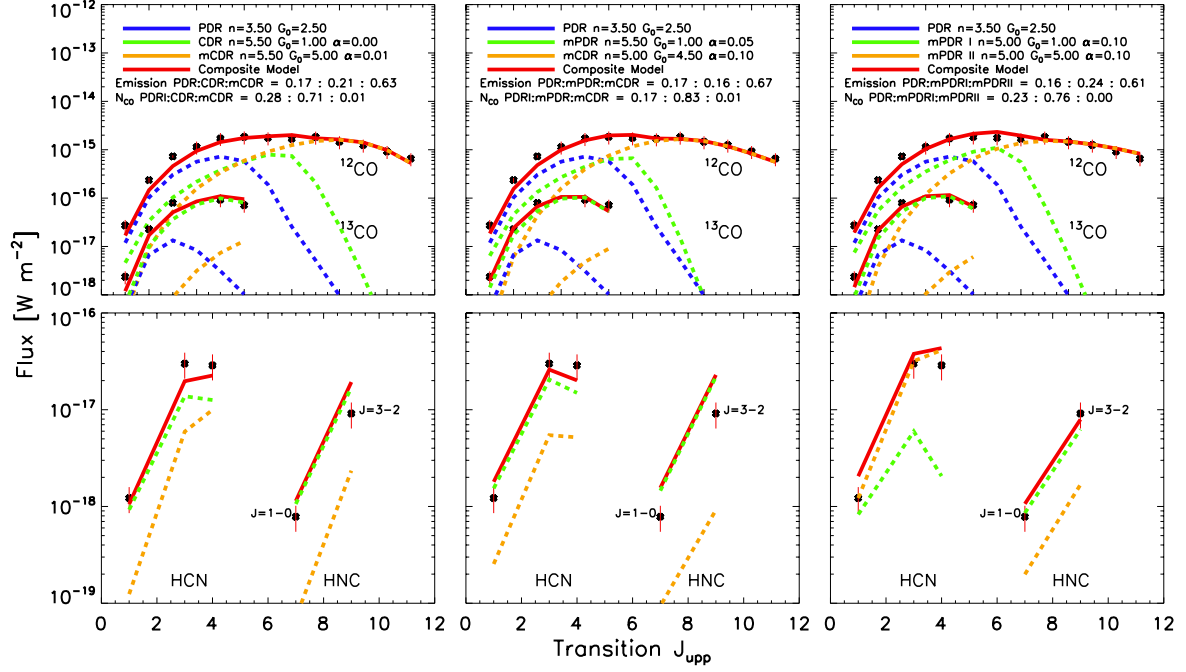 PDR n=3.50 G₀=2.50
CDR n=5.50 G₀=1.00 α=0.00
mCDR n=5.50 G₀=5.00 α=0.01
Composite Model
Emission PDR:CDR:mCDR = 0.17 : 0.21 : 0.63
N_CO PDRI:CDR:mCDR = 0.28 : 0.71 : 0.01
¹²CO
¹³CO
PDR n=3.50 G₀=2.50
mPDR n=5.50 G₀=1.00 α=0.05
mCDR n=5.00 G₀=4.50 α=0.10
Composite Model
Emission PDR:mPDR:mCDR = 0.17 : 0.16 : 0.67
N_CO PDRI:mPDR:mCDR = 0.17 : 0.83 : 0.01
¹²CO
¹³CO
PDR n=3.50 G₀=2.50
mPDR I n=5.00 G₀=1.00 α=0.10
mPDR II n=5.00 G₀=5.00 α=0.10
Composite Model
Emission PDR:mPDRI:mPDRII = 0.16 : 0.24 : 0.61
N_CO PDR:mPDRI:mPDRII = 0.23 : 0.76 : 0.00
¹²CO
¹³CO
10⁻¹²
10⁻¹³
10⁻¹⁴
10⁻¹⁵
10⁻¹⁶
10⁻¹⁷
10⁻¹⁸
Flux [W m⁻²]
10⁻¹⁶
10⁻¹⁷
10⁻¹⁸
10⁻¹⁹
J=3-2
J=1-0
HCN
HNC
J=3-2
J=1-0
HCN
HNC
J=3-2
J=1-0
HCN
HNC
0 2 4 6 8 10 12
0 2 4 6 8 10 12
0 2 4 6 8 10 12
Transition J_upp